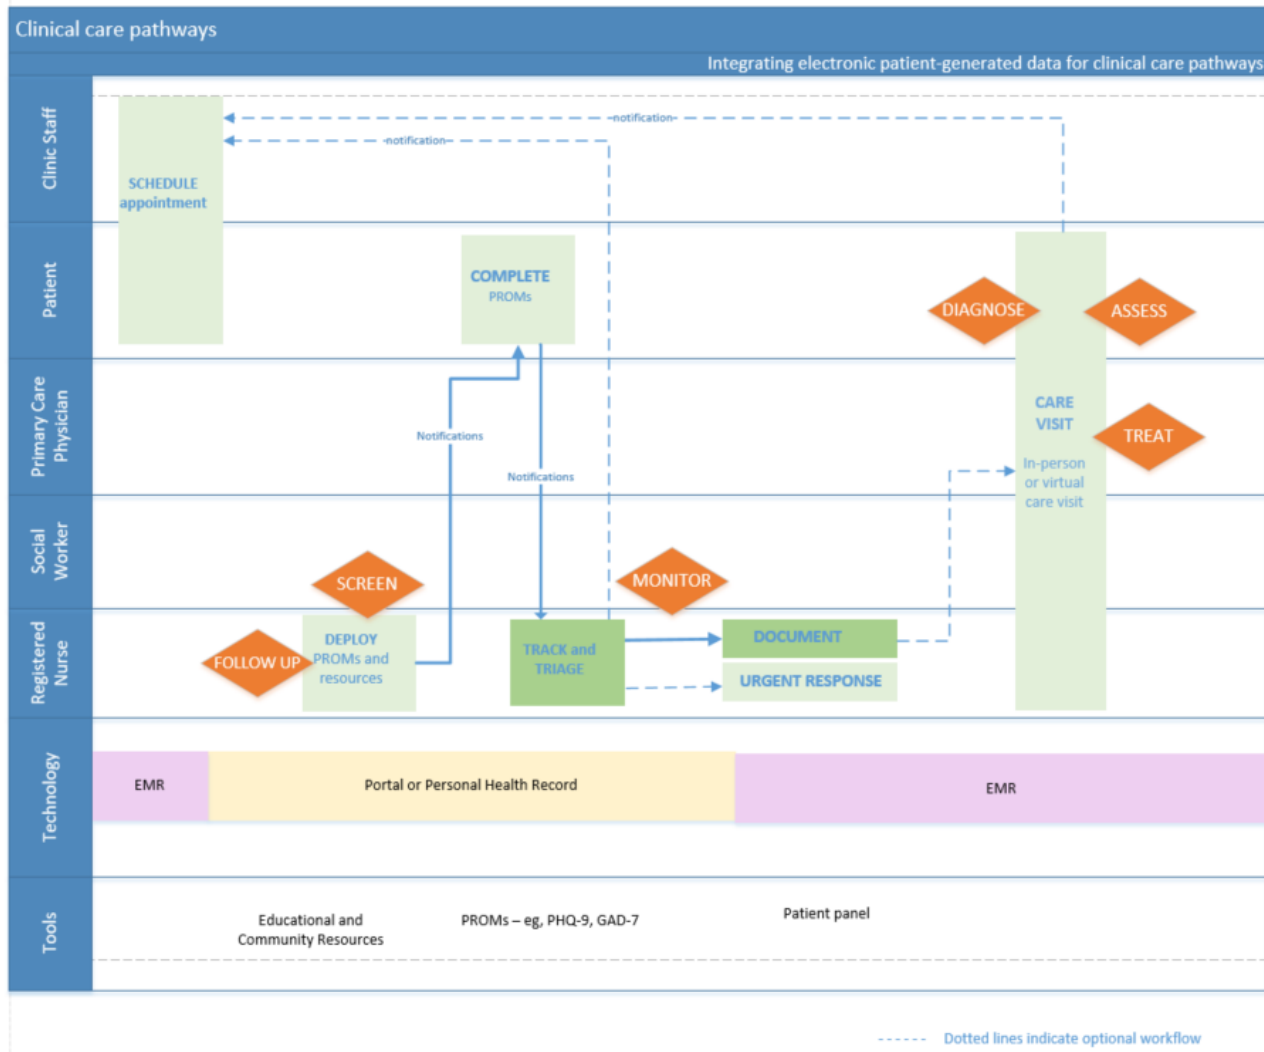 Clinical care pathways
Integrating electronic patient-generated data for clinical care pathways
Clinic Staff
notification
notification
SCHEDULE
appointment
Patient
COMPLETE
PROMs
DIAGNOSE
ASSESS
Primary Care
Physician
Notifications
Notifications
CARE
VISIT
In-person
or virtual
care visit
TREAT
Social
Worker
SCREEN
MONITOR
Registered
Nurse
FOLLOW UP
DEPLOY
PROMs and
resources
TRACK and
TRIAGE
DOCUMENT
URGENT RESPONSE
Technology
EMR
Portal or Personal Health Record
EMR
Tools
Educational and
Community Resources
PROMs – eg, PHQ-9, GAD-7
Patient panel
Dotted lines indicate optional workflow